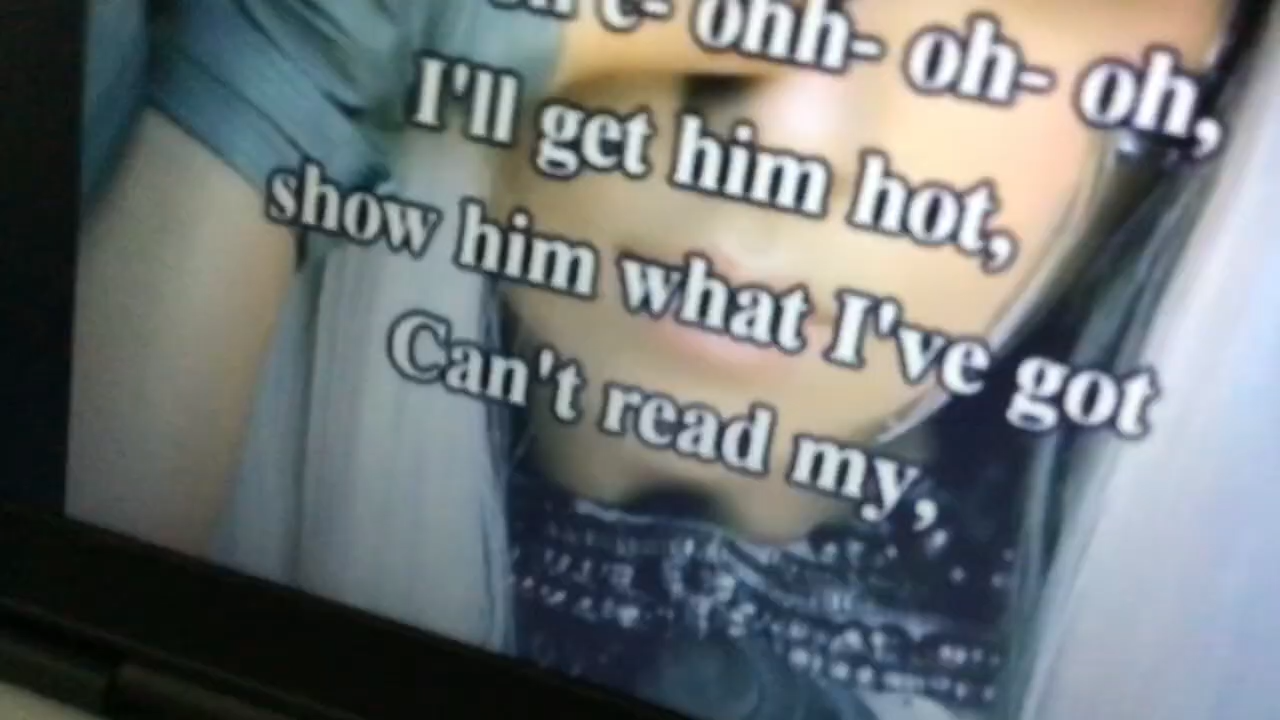 ohh- oh- oh,
I'll get him hot,
show him what I've got
Can't read my,